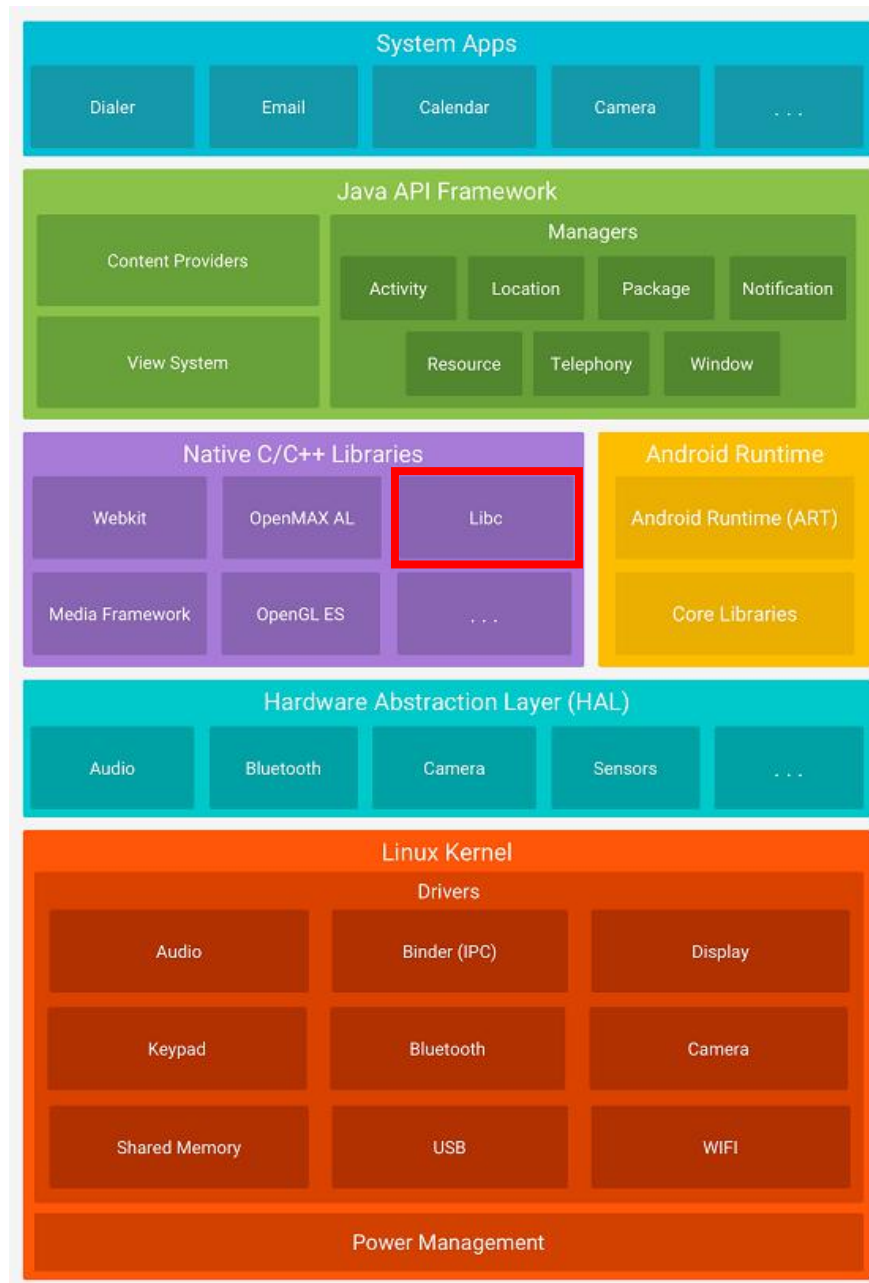 System Apps
Dialer Email Calendar Camera . . .
Java API Framework
Content Providers
View System
Managers
Activity Location Package Notification
Resource Telephony Window
Native C/C++ Libraries
Webkit OpenMAX AL Libc
Media Framework OpenGL ES . . .
Android Runtime
Android Runtime (ART)
Core Libraries
Hardware Abstraction Layer (HAL)
Audio Bluetooth Camera Sensors . . .
Linux Kernel
Drivers
Audio Binder (IPC) Display
Keypad Bluetooth Camera
Shared Memory USB WIFI
Power Management